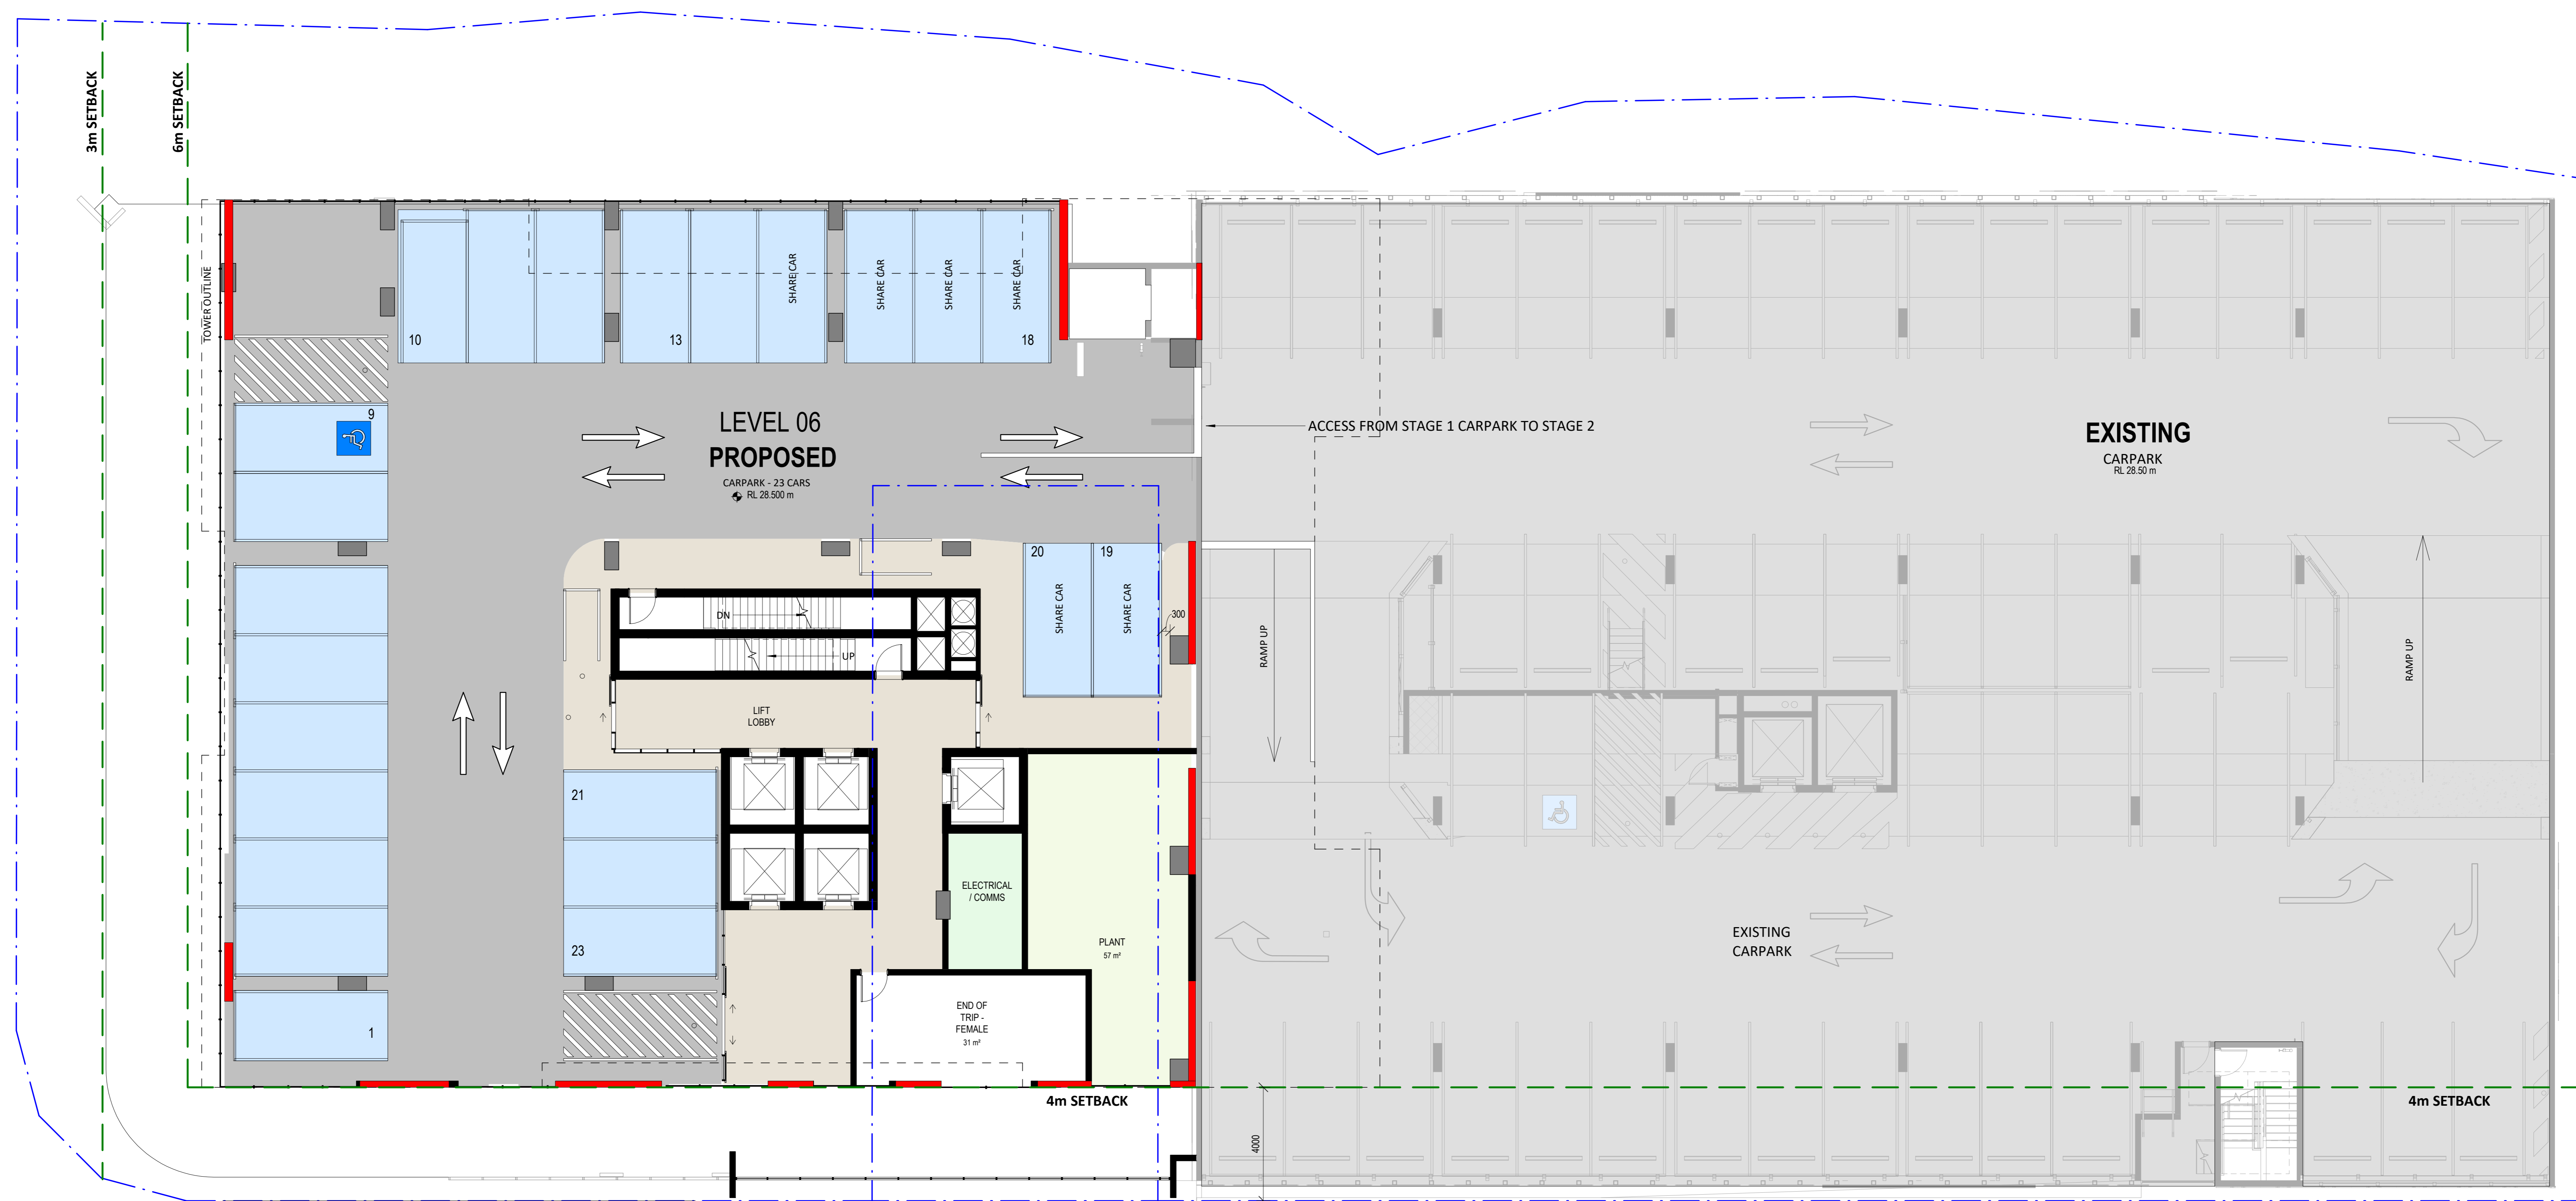 3m SETBACK
6m SETBACK
TOWER OUTLINE
SHARE CAR
SHARE CAR
SHARE CAR
SHARE CAR
10
13
18
9
LEVEL 06
PROPOSED
CARPARK - 23 CARS
RL 28.500 m
ACCESS FROM STAGE 1 CARPARK TO STAGE 2
EXISTING
CARPARK
RL 28.50 m
20
19
SHARE CAR
SHARE CAR
300
DN
UP
RAMP UP
RAMP UP
LIFT
LOBBY
21
23
ELECTRICAL
/ COMMS
PLANT
57 m²
EXISTING
CARPARK
END OF
TRIP -
FEMALE
31 m²
1
4m SETBACK
4m SETBACK
4000